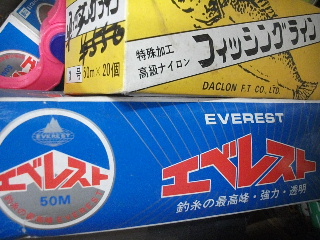 特殊加工
高級ナイロン
フィッシングライン
1号 50m×20個
DACLON F.T CO., LTD.
EVEREST
エベレスト
釣糸の最高峰・強力・透明
EVEREST
エベレスト
50M